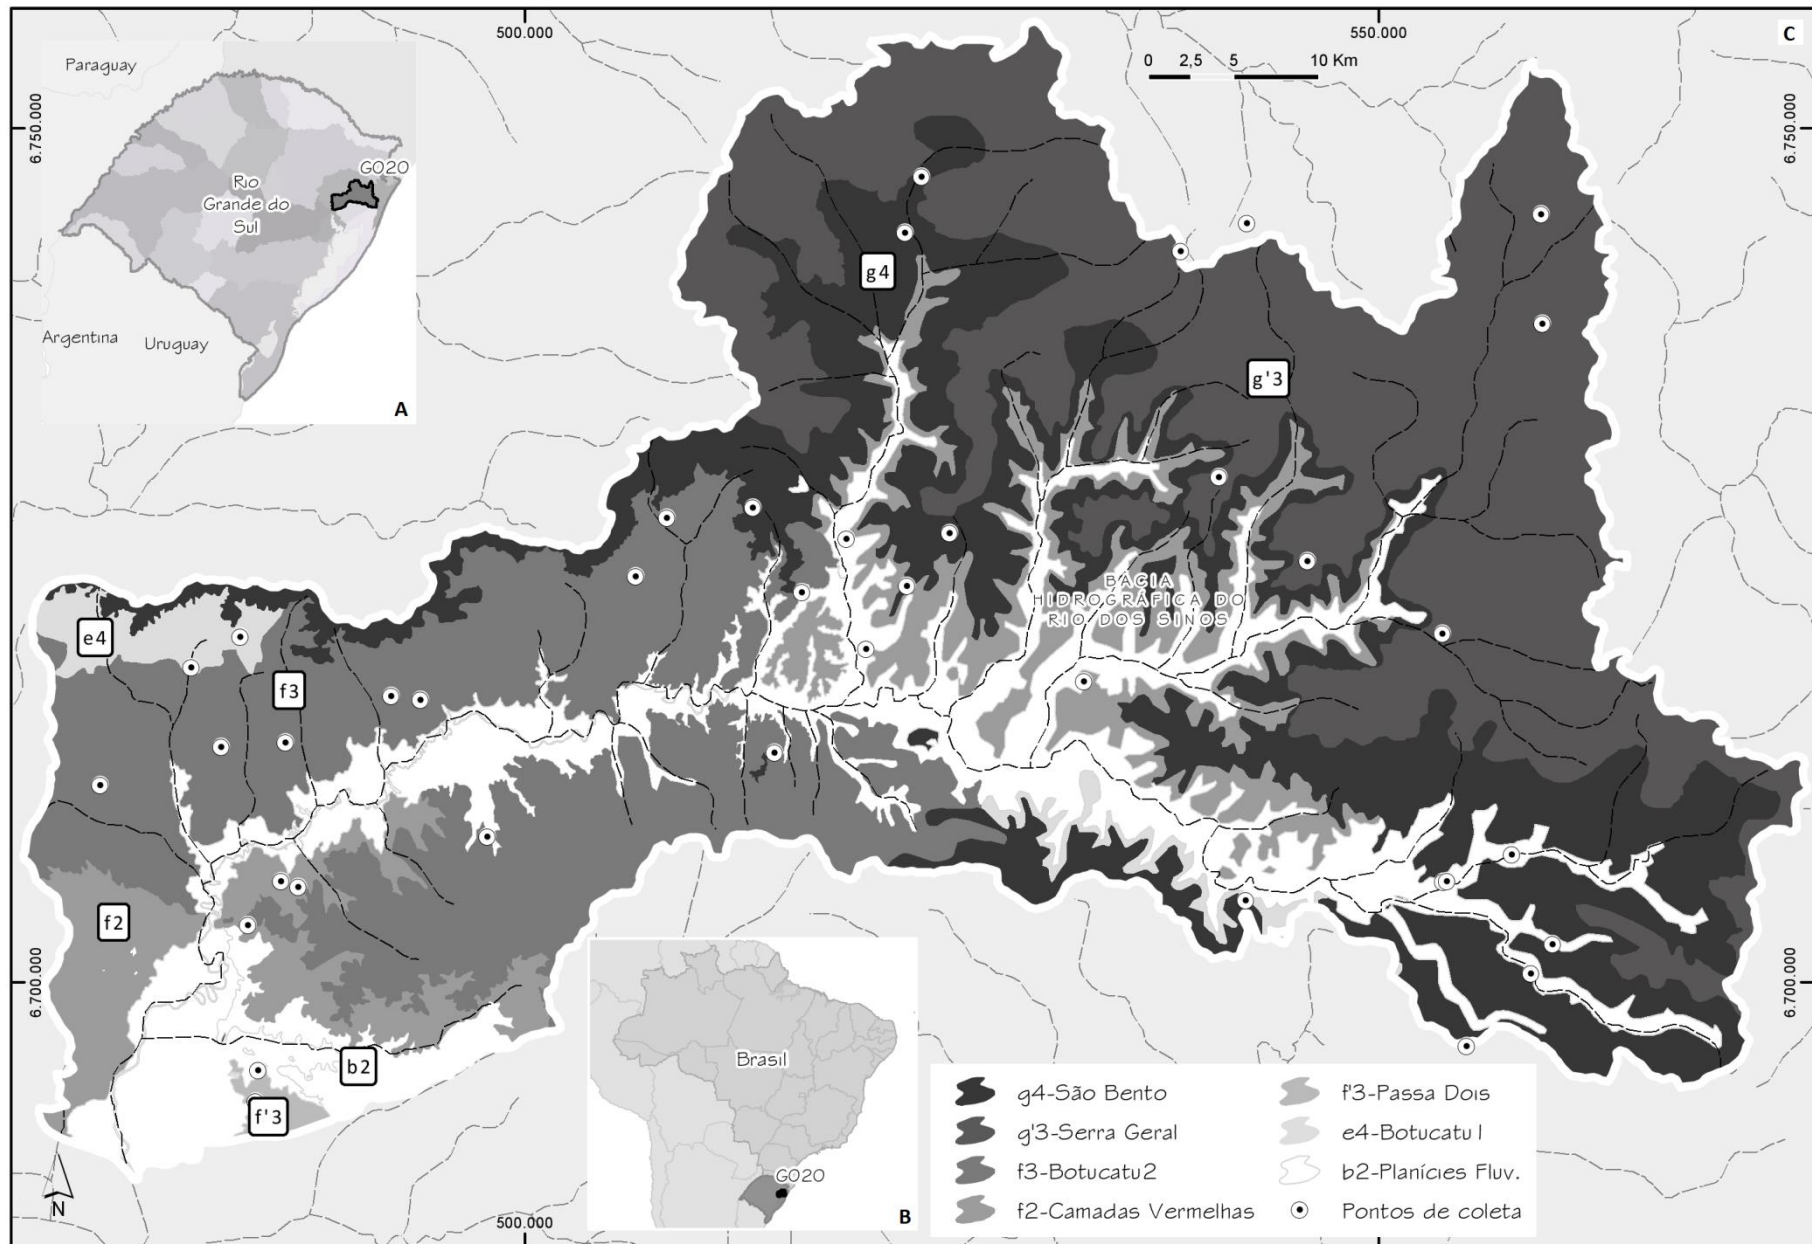 500.000
550.000
C
Paraguay
0 2,5 5 10 Km
6.750.000
6.750.000
G020
Rio
Grande do
Sul
g4
Argentina
Uruguay
g'3
A
BACIA
HIDROGRÁFICA DO
RIO DOS SINOS
e4
f3
f2
6.700.000
6.700.000
Brasil
b2
f'3
g4-São Bento
f'3-Passa Dois
g'3-Serra Geral
e4-Botucatu1
f3-Botucatu2
b2-Planícies Fluv.
G020
N
f2-Camadas Vermelhas
Pontos de coleta
B
500.000